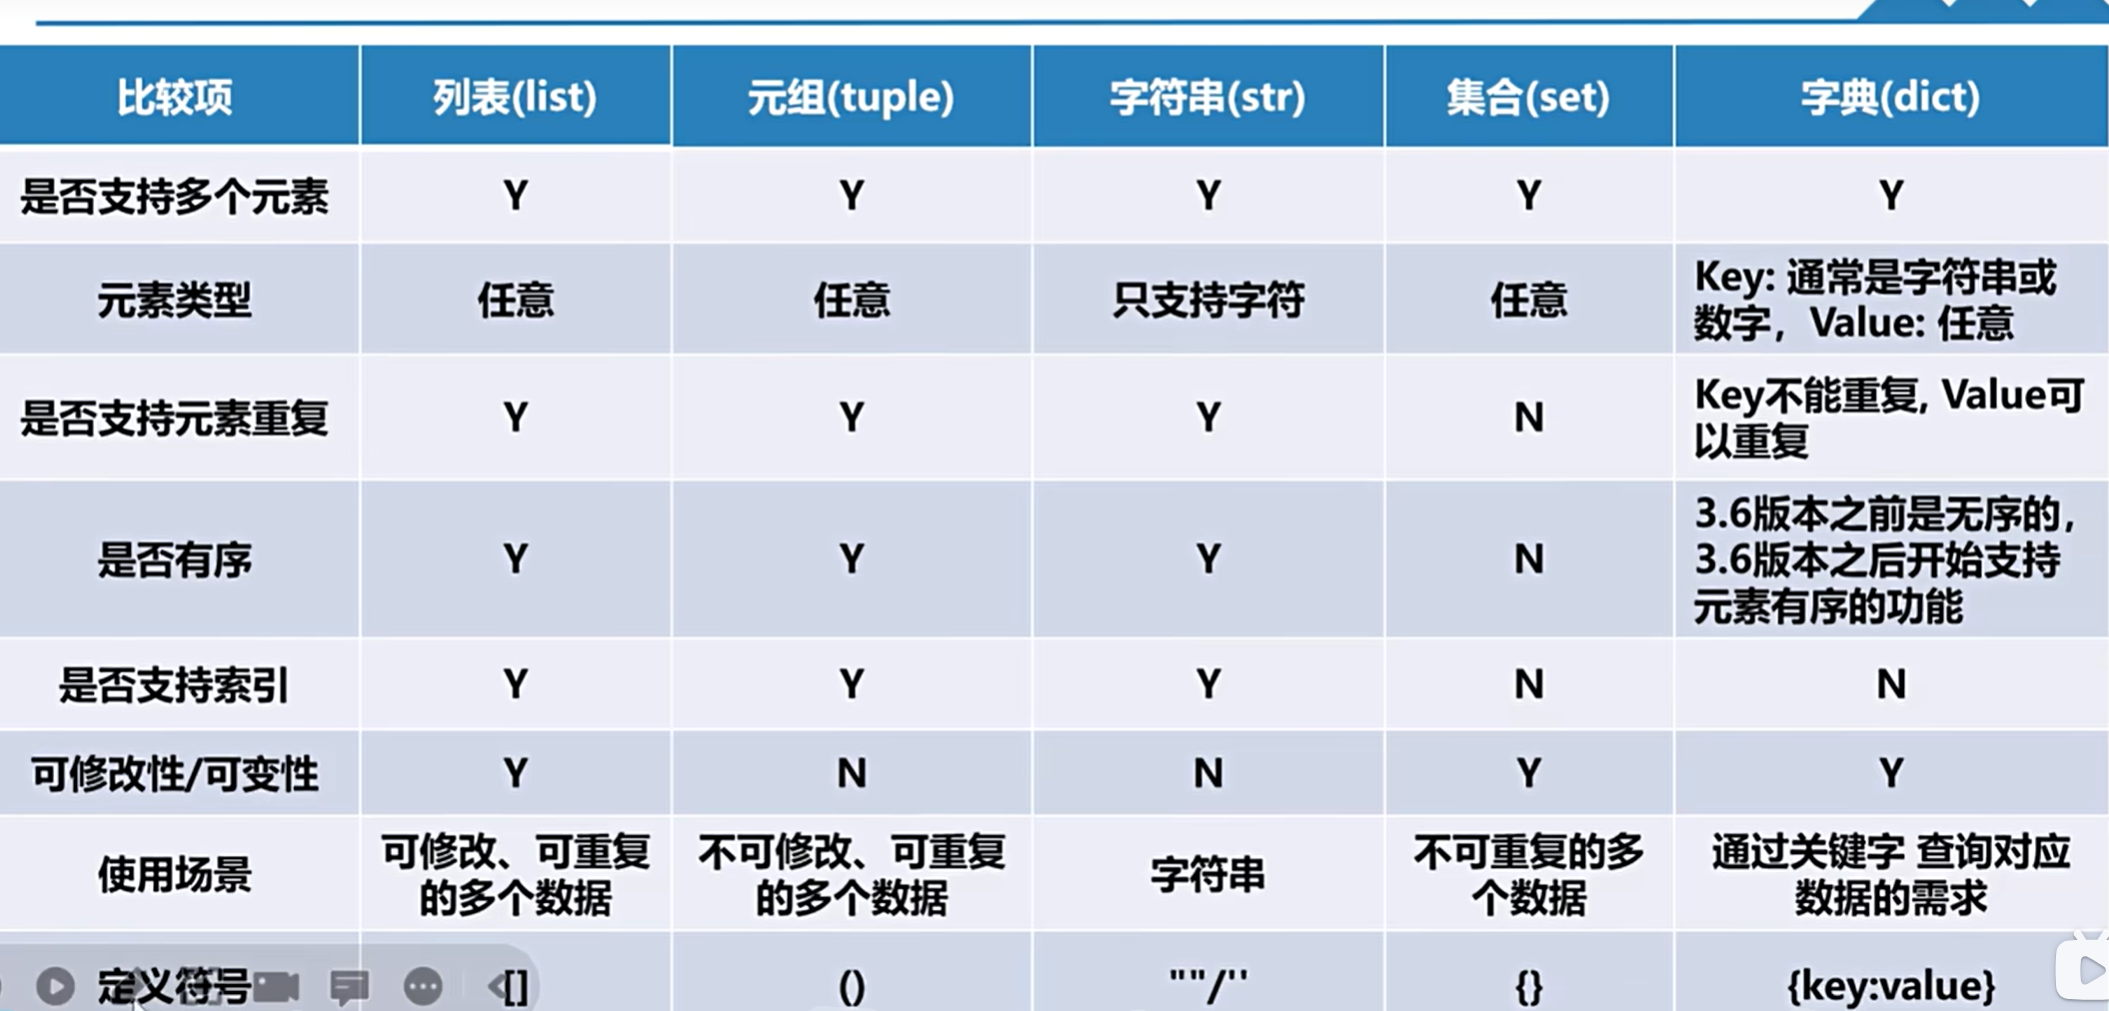 比较项 列表(list) 元组(tuple) 字符串(str) 集合(set) 字典(dict)
是否支持多个元素 Y Y Y Y Y
元素类型 任意 任意 只支持字符 任意 Key: 通常是字符串或
数字，Value: 任意
是否支持元素重复 Y Y Y N Key不能重复, Value可
以重复
是否有序 Y Y Y N 3.6版本之前是无序的，
3.6版本之后开始支持
元素有序的功能
是否支持索引 Y Y Y N N
可修改性/可变性 Y N N Y Y
使用场景 可修改、可重复
的多个数据 不可修改、可重复
的多个数据 字符串 不可重复的多
个数据 通过关键字 查询对应
数据的需求
定义符号 [] () ""/'' {} {key:value}